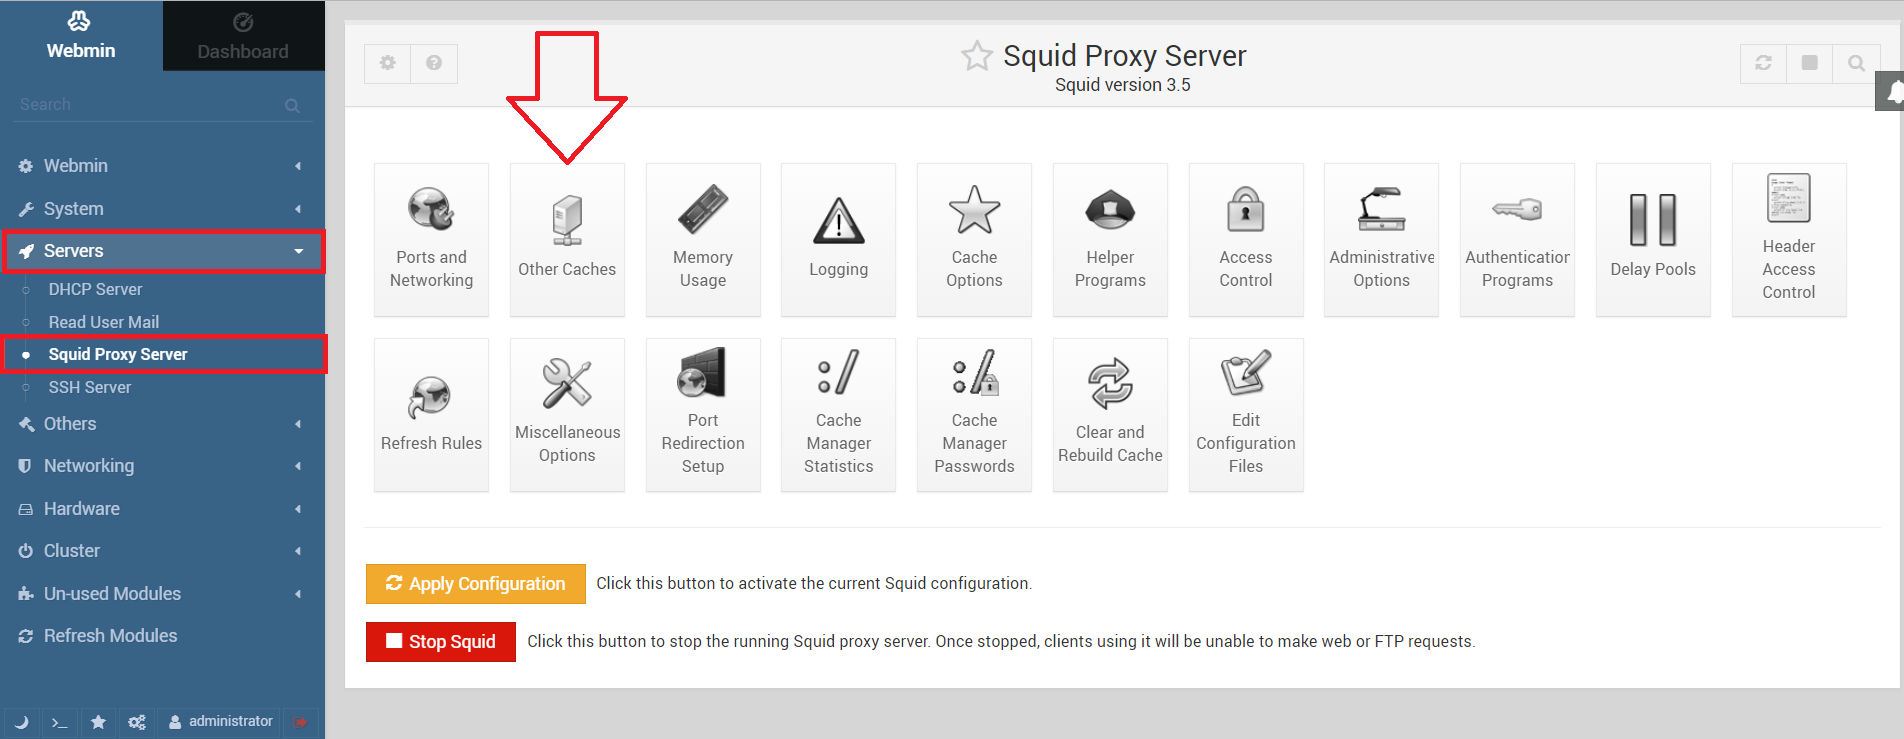 Webmin
Dashboard
Search
Webmin
System
Servers
DHCP Server
Read User Mail
Squid Proxy Server
SSH Server
Others
Networking
Hardware
Cluster
Un-used Modules
Refresh Modules
administrator
Squid Proxy Server
Squid version 3.5
Ports and
Networking
Other Caches
Memory
Usage
Logging
Cache
Options
Helper
Programs
Access
Control
Administrative
Options
Authentication
Programs
Delay Pools
Header
Access
Control
Refresh Rules
Miscellaneous
Options
Port
Redirection
Setup
Cache
Manager
Statistics
Cache
Manager
Passwords
Clear and
Rebuild Cache
Edit
Configuration
Files
Apply Configuration Click this button to activate the current Squid configuration.
Stop Squid Click this button to stop the running Squid proxy server. Once stopped, clients using it will be unable to make web or FTP requests.